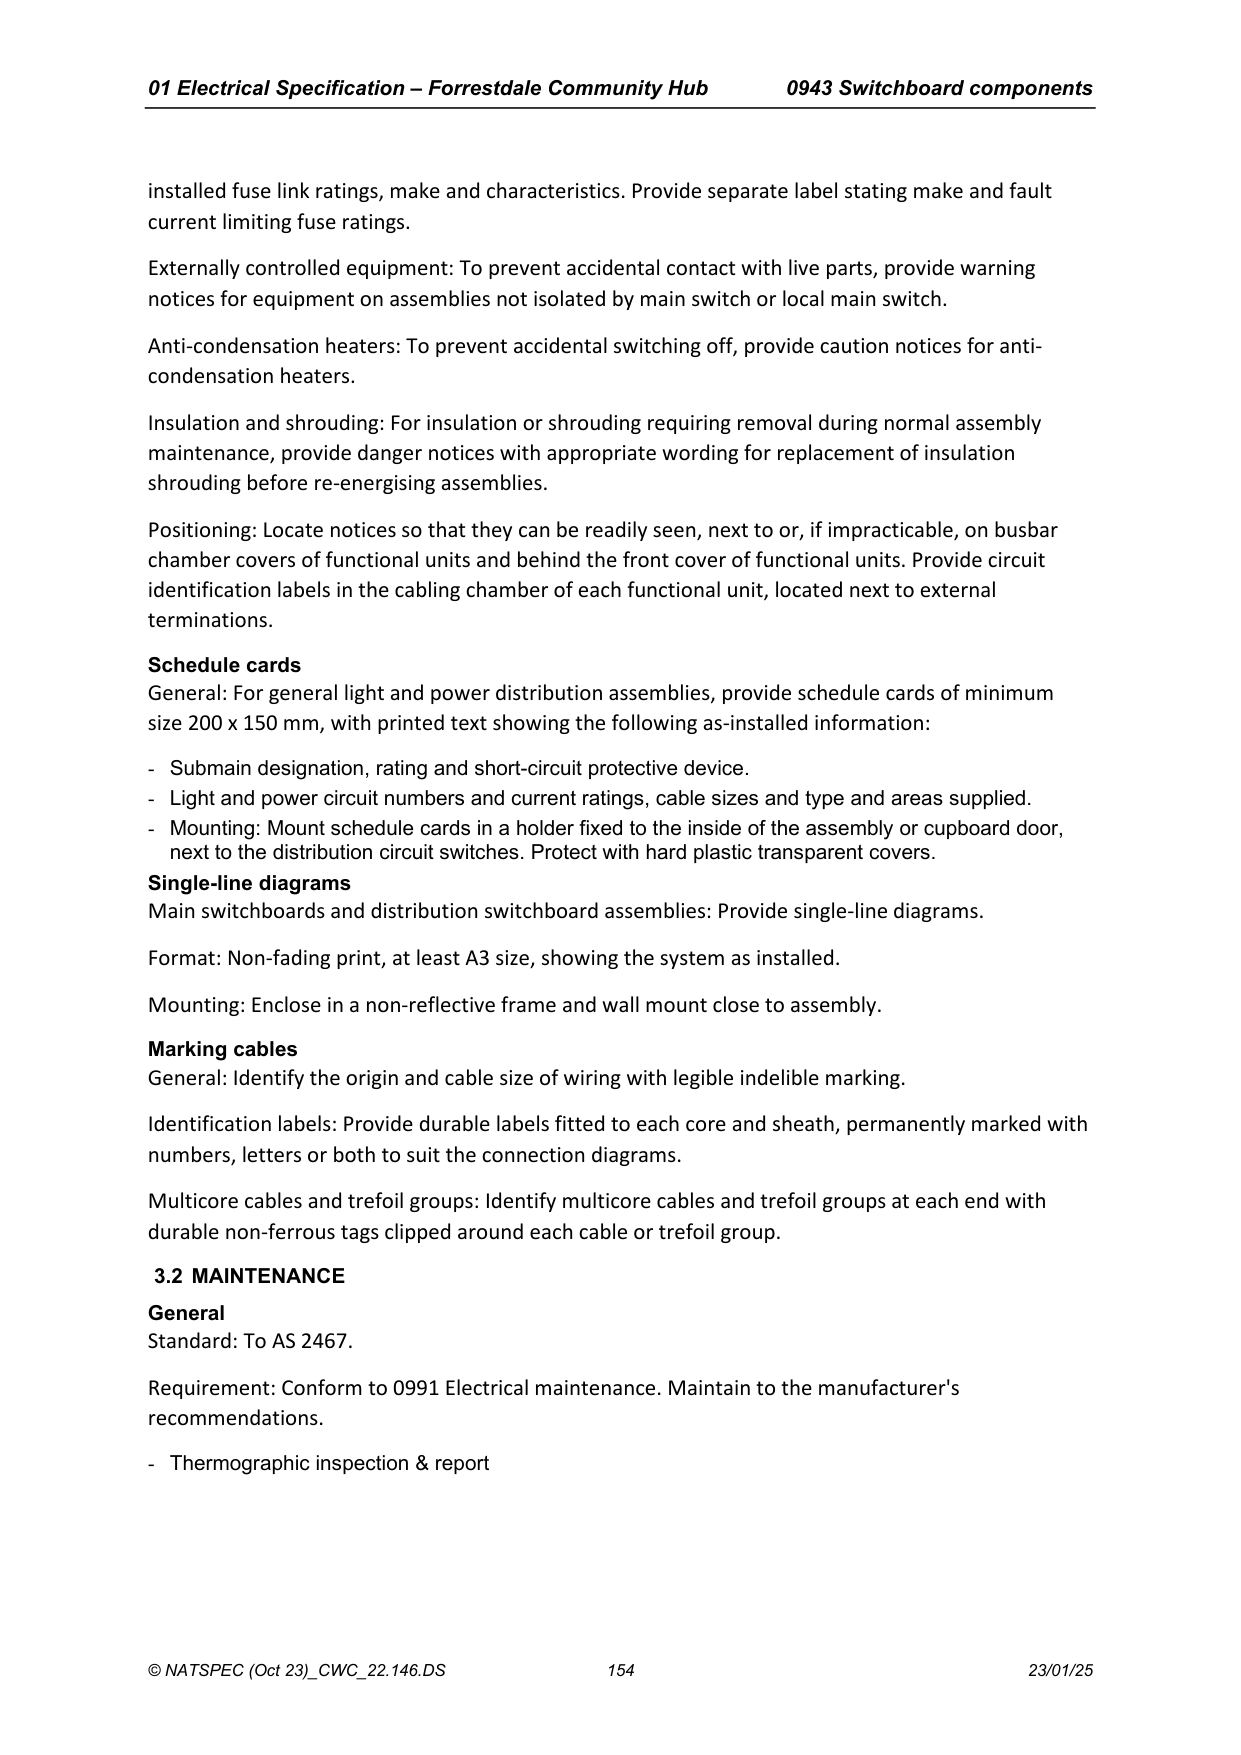 01 Electrical Specification – Forrestdale Community Hub 0943 Switchboard components
installed fuse link ratings, make and characteristics. Provide separate label stating make and fault
current limiting fuse ratings.
Externally controlled equipment: To prevent accidental contact with live parts, provide warning
notices for equipment on assemblies not isolated by main switch or local main switch.
Anti-condensation heaters: To prevent accidental switching off, provide caution notices for anti-
condensation heaters.
Insulation and shrouding: For insulation or shrouding requiring removal during normal assembly
maintenance, provide danger notices with appropriate wording for replacement of insulation
shrouding before re-energising assemblies.
Positioning: Locate notices so that they can be readily seen, next to or, if impracticable, on busbar
chamber covers of functional units and behind the front cover of functional units. Provide circuit
identification labels in the cabling chamber of each functional unit, located next to external
terminations.
Schedule cards
General: For general light and power distribution assemblies, provide schedule cards of minimum
size 200 x 150 mm, with printed text showing the following as-installed information:
- Submain designation, rating and short-circuit protective device.
- Light and power circuit numbers and current ratings, cable sizes and type and areas supplied.
- Mounting: Mount schedule cards in a holder fixed to the inside of the assembly or cupboard door,
next to the distribution circuit switches. Protect with hard plastic transparent covers.
Single-line diagrams
Main switchboards and distribution switchboard assemblies: Provide single-line diagrams.
Format: Non-fading print, at least A3 size, showing the system as installed.
Mounting: Enclose in a non-reflective frame and wall mount close to assembly.
Marking cables
General: Identify the origin and cable size of wiring with legible indelible marking.
Identification labels: Provide durable labels fitted to each core and sheath, permanently marked with
numbers, letters or both to suit the connection diagrams.
Multicore cables and trefoil groups: Identify multicore cables and trefoil groups at each end with
durable non-ferrous tags clipped around each cable or trefoil group.
3.2 MAINTENANCE
General
Standard: To AS 2467.
Requirement: Conform to 0991 Electrical maintenance. Maintain to the manufacturer's
recommendations.
- Thermographic inspection & report
© NATSPEC (Oct 23)_CWC_22.146.DS 154 23/01/25